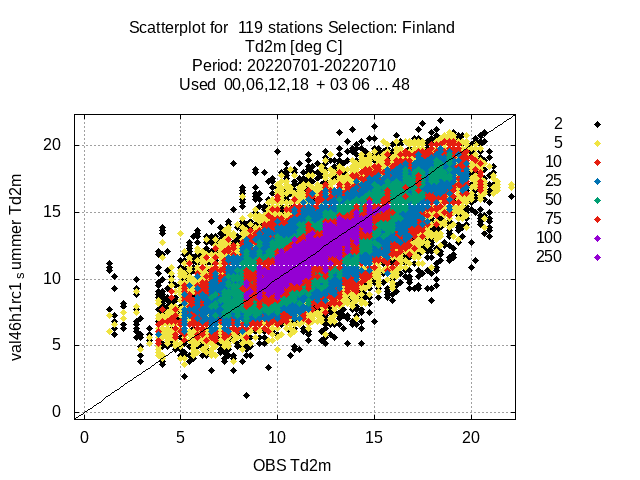 Scatterplot for 119 stations Selection: Finland
Td2m [deg C]
Period: 20220701-20220710
Used 00,06,12,18 + 03 06 ... 48
2
5
10
25
50
75
100
250
20
15
10
5
0
val46h1rc1 summer Td2m
0 5 10 15 20
OBS Td2m